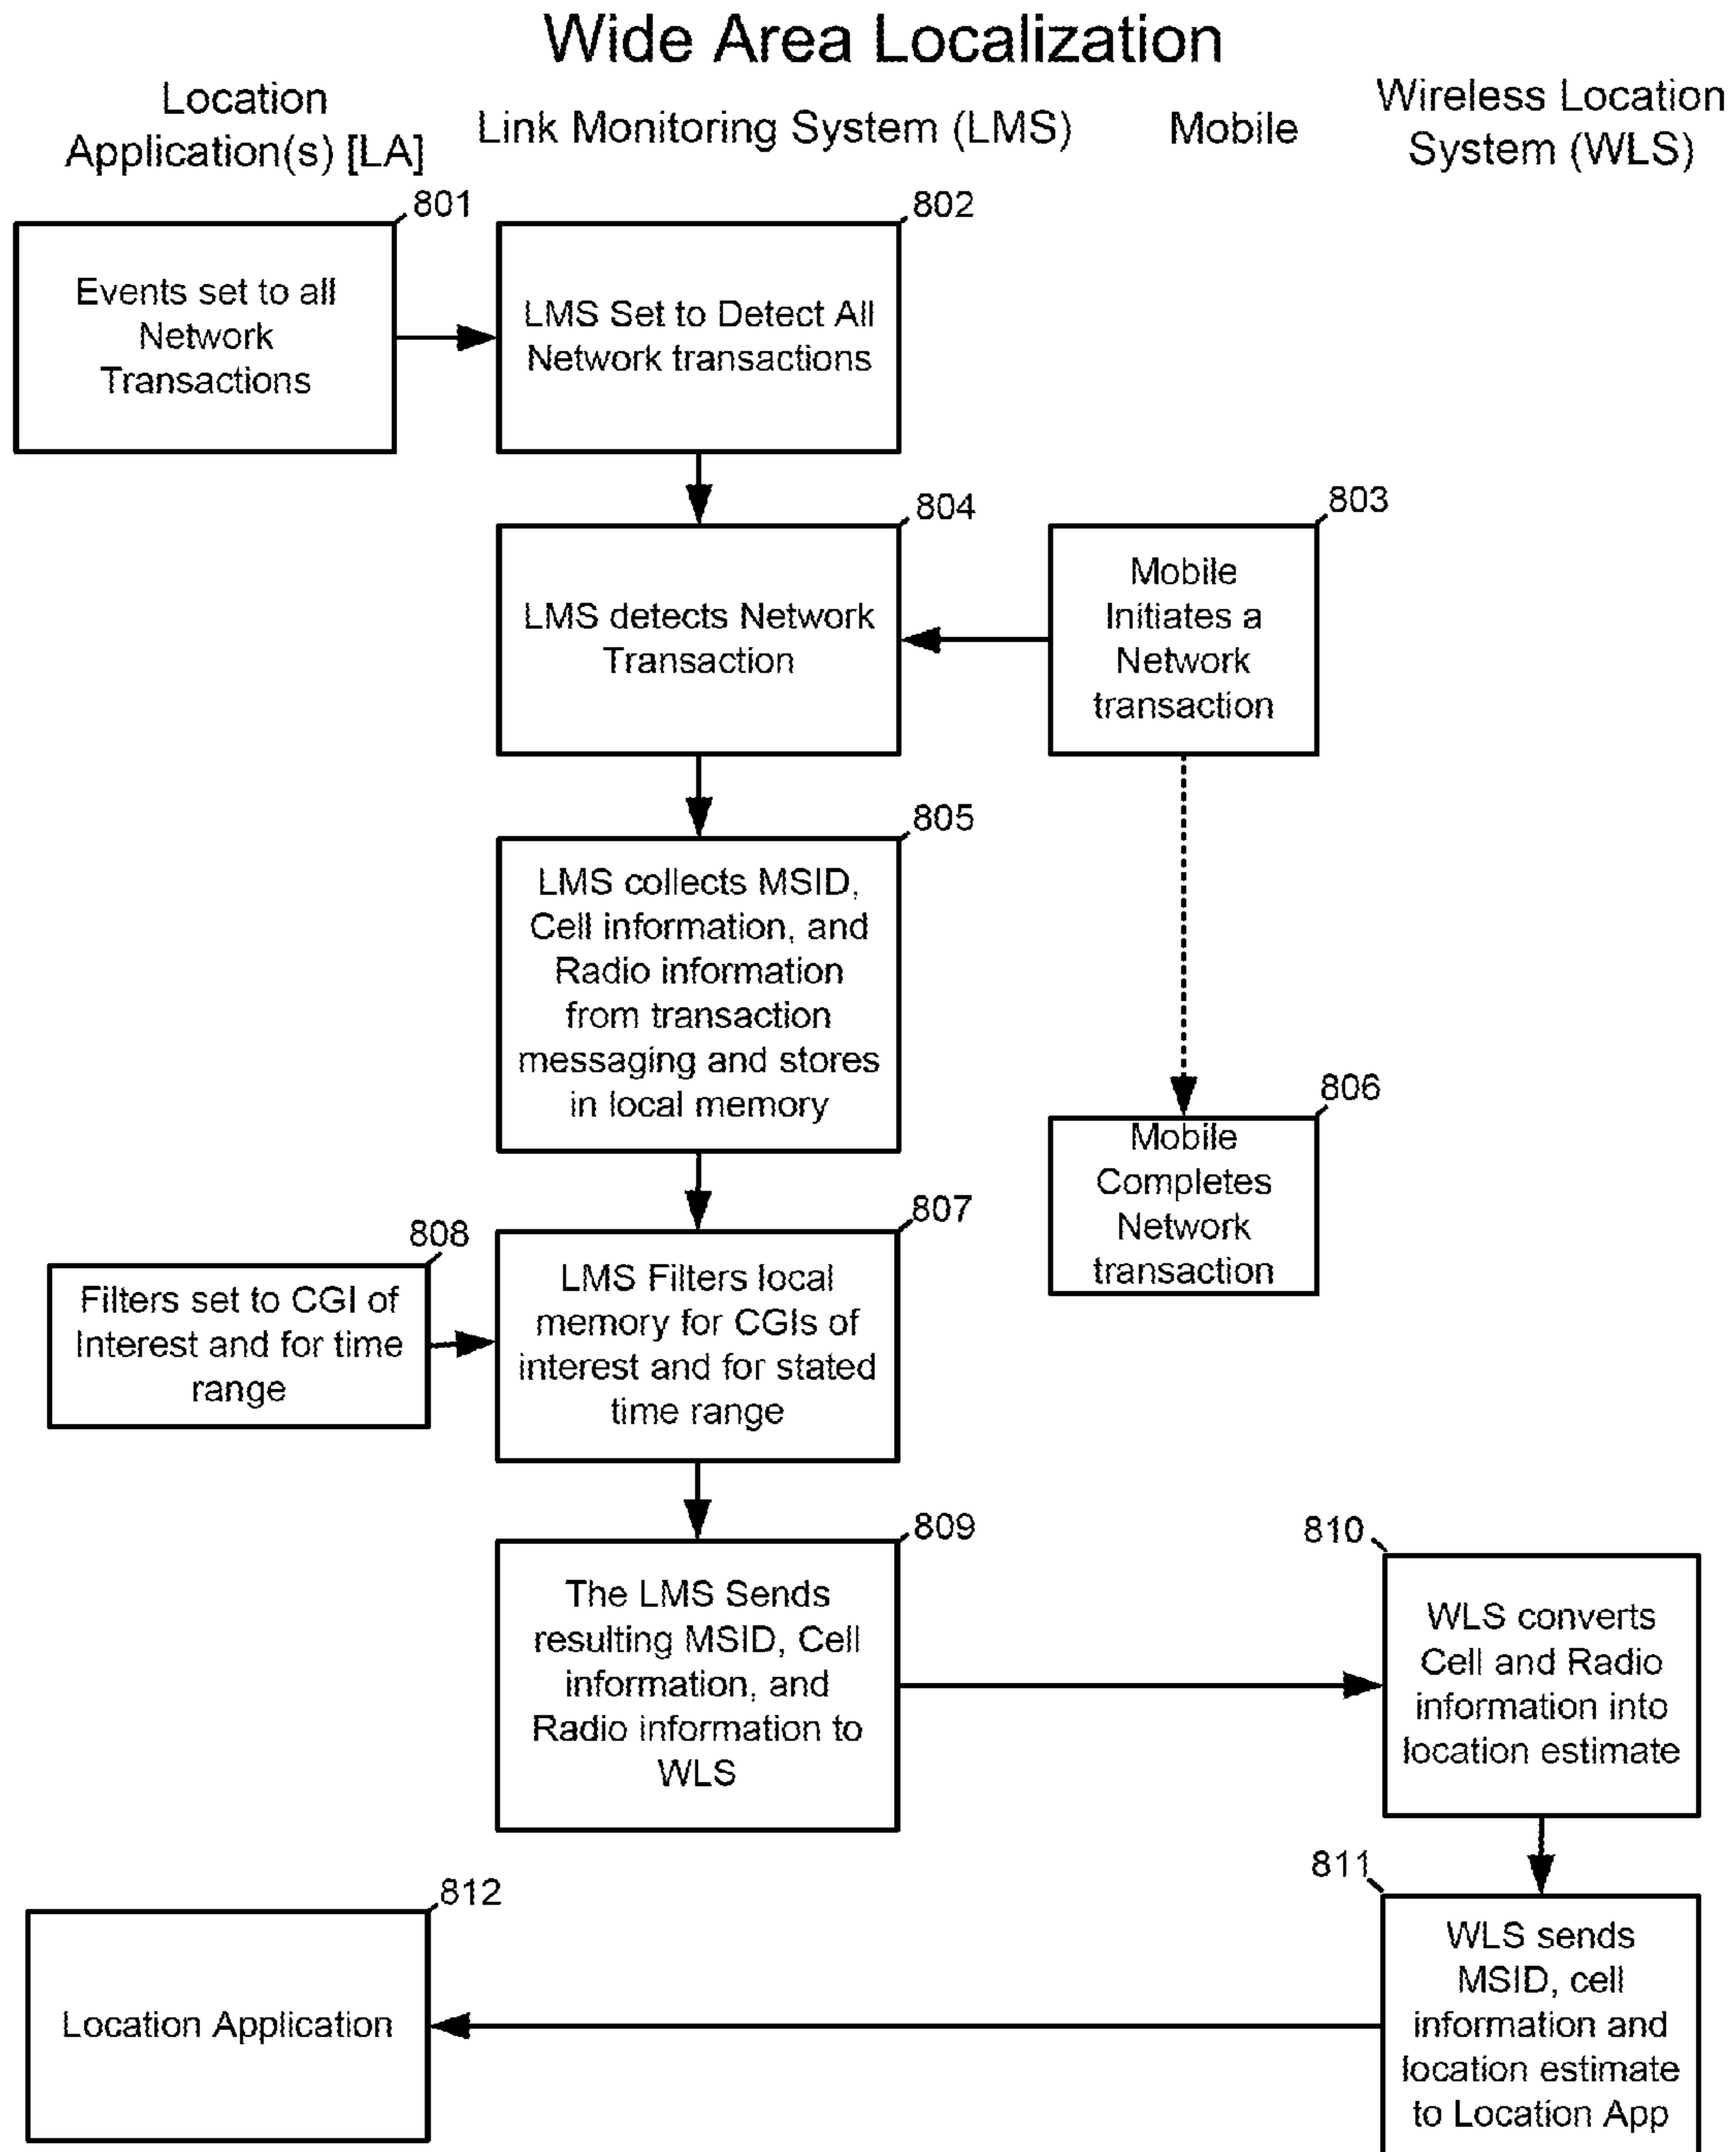 Wide Area Localization
Location
Application(s) [LA]
Link Monitoring System (LMS)
Mobile
Wireless Location
System (WLS)
801
Events set to all
Network
Transactions
802
LMS Set to Detect All
Network transactions
803
Mobile
Initiates a
Network
transaction
804
LMS detects Network
Transaction
805
LMS collects MSID,
Cell information, and
Radio information
from transaction
messaging and stores
in local memory
806
Mobile
Completes
Network
transaction
807
LMS Filters local
memory for CGIs of
interest and for stated
time range
808
Filters set to CGI of
Interest and for time
range
809
The LMS Sends
resulting MSID, Cell
information, and
Radio information to
WLS
810
WLS converts
Cell and Radio
information into
location estimate
811
WLS sends
MSID, cell
information and
location estimate
to Location App
812
Location Application